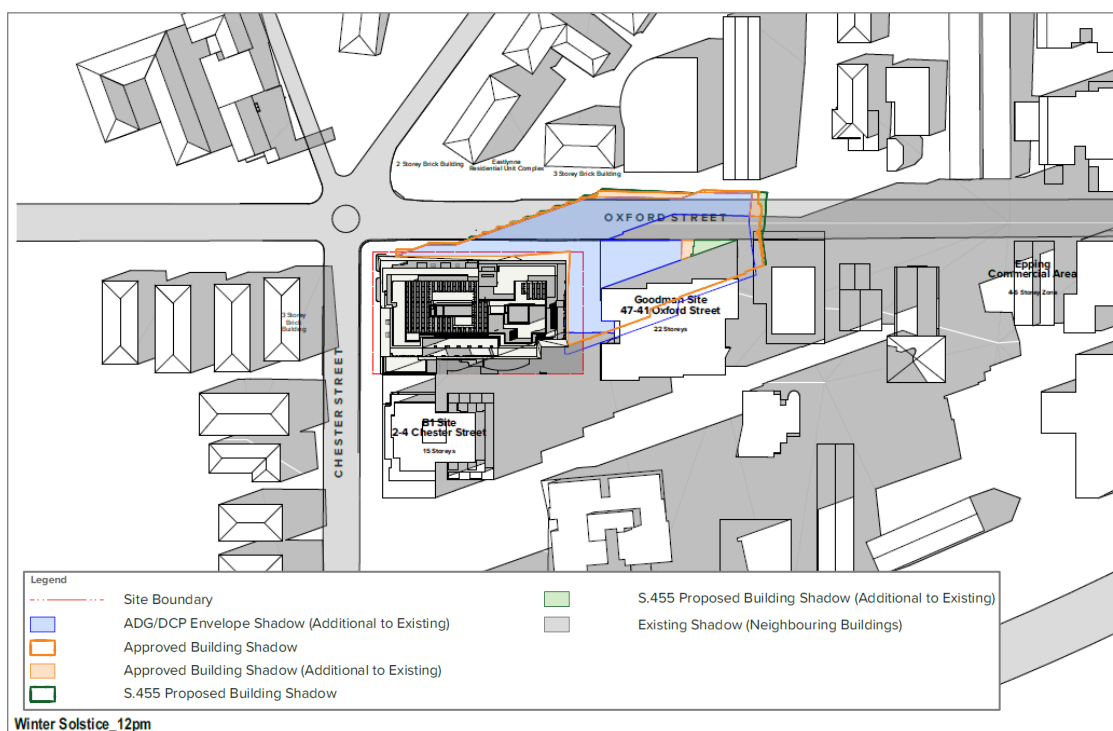 2 Storey Brick Building
Eastlynne
Residential Unit Complex
3 Storey Brick Building
OXFORD STREET
Epping
Commercial Area
4-5 Storey Zone
Goodman Site
47-41 Oxford Street
22 Storeys
3 Storey
Brick
Building
CHESTER STREET
B1 Site
2-4 Chester Street
15 Storeys
Legend
Site Boundary
ADG/DCP Envelope Shadow (Additional to Existing)
Approved Building Shadow
Approved Building Shadow (Additional to Existing)
S.455 Proposed Building Shadow
S.455 Proposed Building Shadow (Additional to Existing)
Existing Shadow (Neighbouring Buildings)
Winter Solstice_12pm